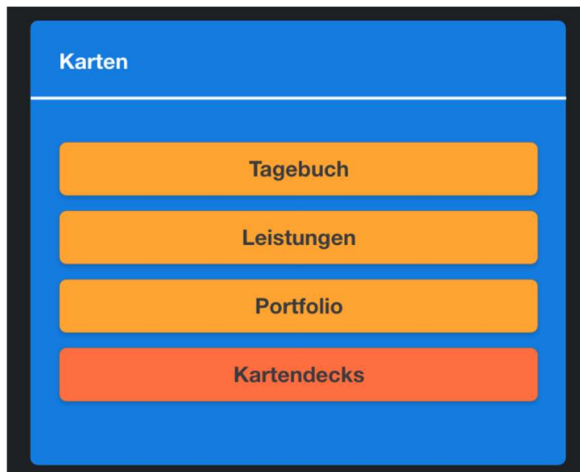 Karten
Tagebuch
Leistungen
Portfolio
Kartendecks